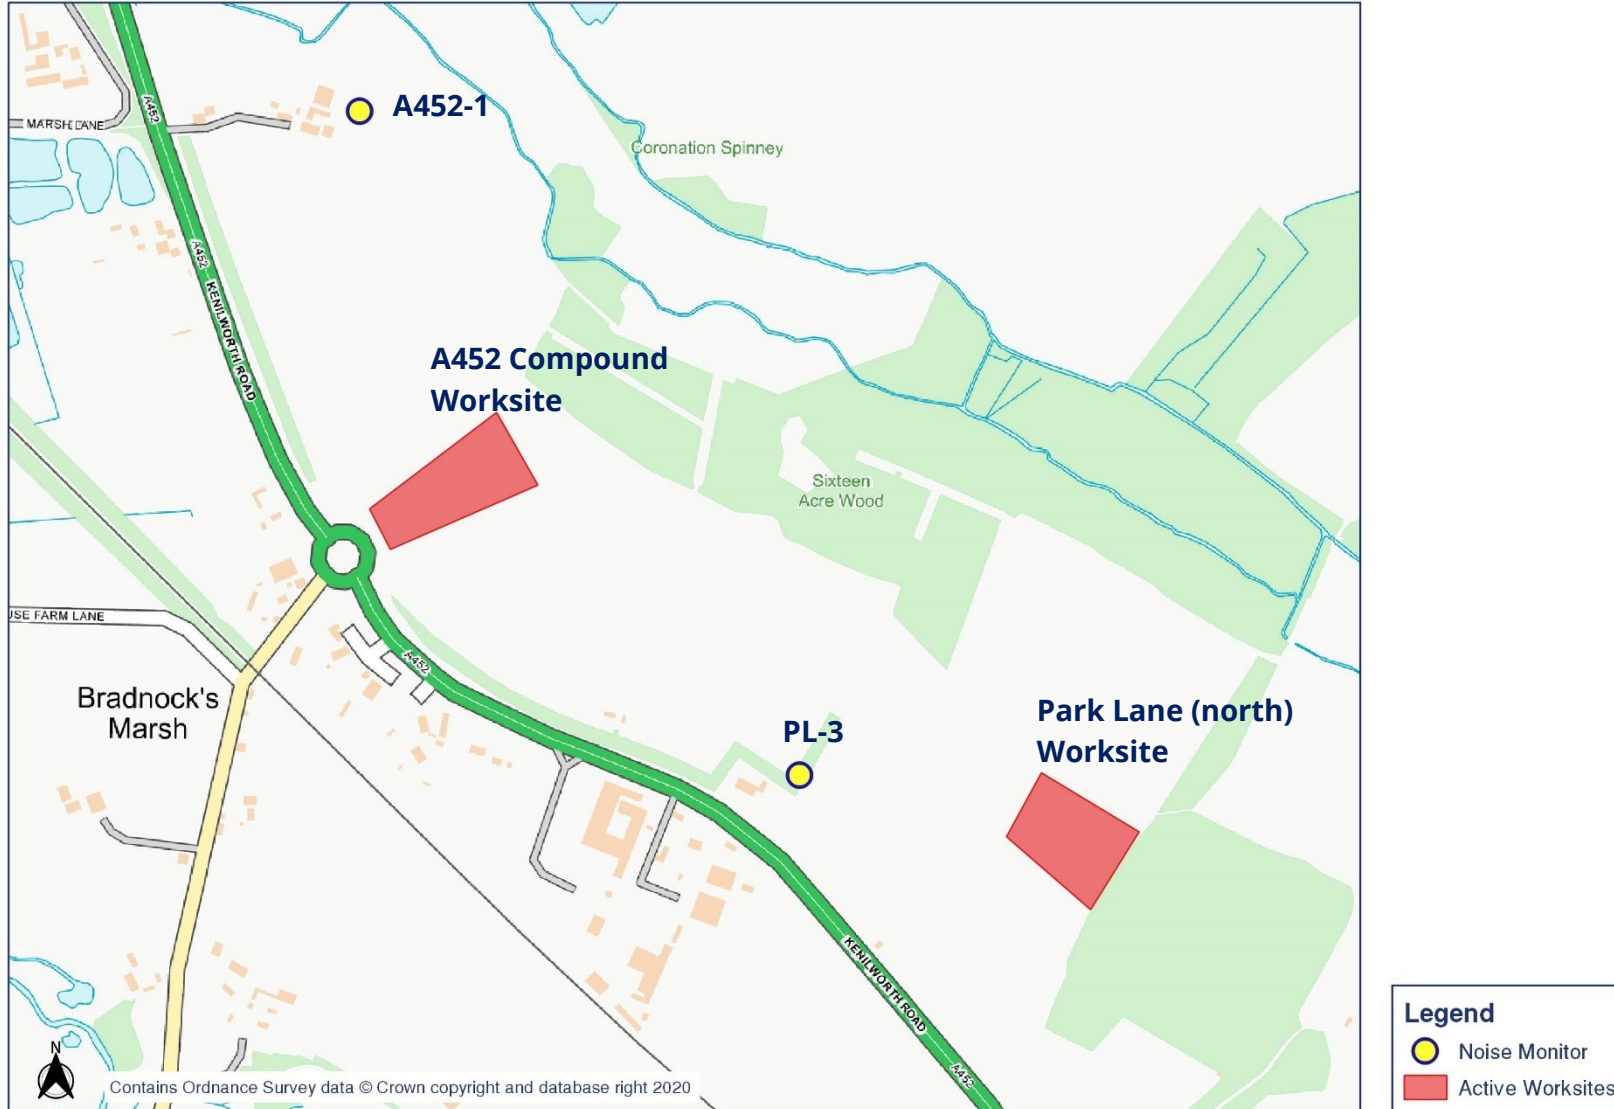 A452
MARSH LANE
A452-1
Coronation Spinney
A452
KENILWORTH ROAD
A452 Compound
Worksite
Sixteen
Acre Wood
USE FARM LANE
A452
Bradnock's
Marsh
PL-3
Park Lane (north)
Worksite
KENILWORTH ROAD
A452
N
Contains Ordnance Survey data © Crown copyright and database right 2020
Legend
Noise Monitor
Active Worksites